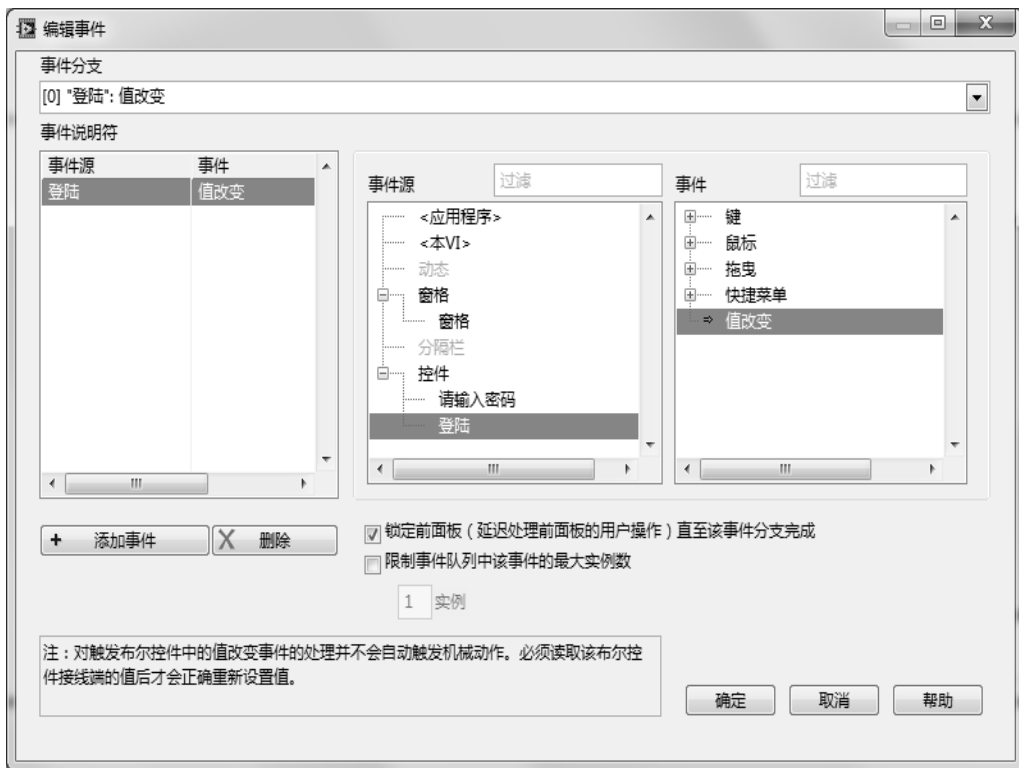 编辑事件
事件分支
[0] "登陆": 值改变
事件说明符
事件源 事件
登陆 值改变
事件源 过滤
<应用程序>
<本VI>
动态
窗格
窗格
分隔栏
控件
请输入密码
登陆
事件 过滤
键
鼠标
拖曳
快捷菜单
值改变
添加事件 删除
锁定前面板（延迟处理前面板的用户操作）直至该事件分支完成
限制事件队列中该事件的最大实例数
1 实例
注：对触发布尔控件中的值改变事件的处理并不会自动触发机械动作。必须读取该布尔控
件接线端的值后才会正确重新设置值。
确定 取消 帮助